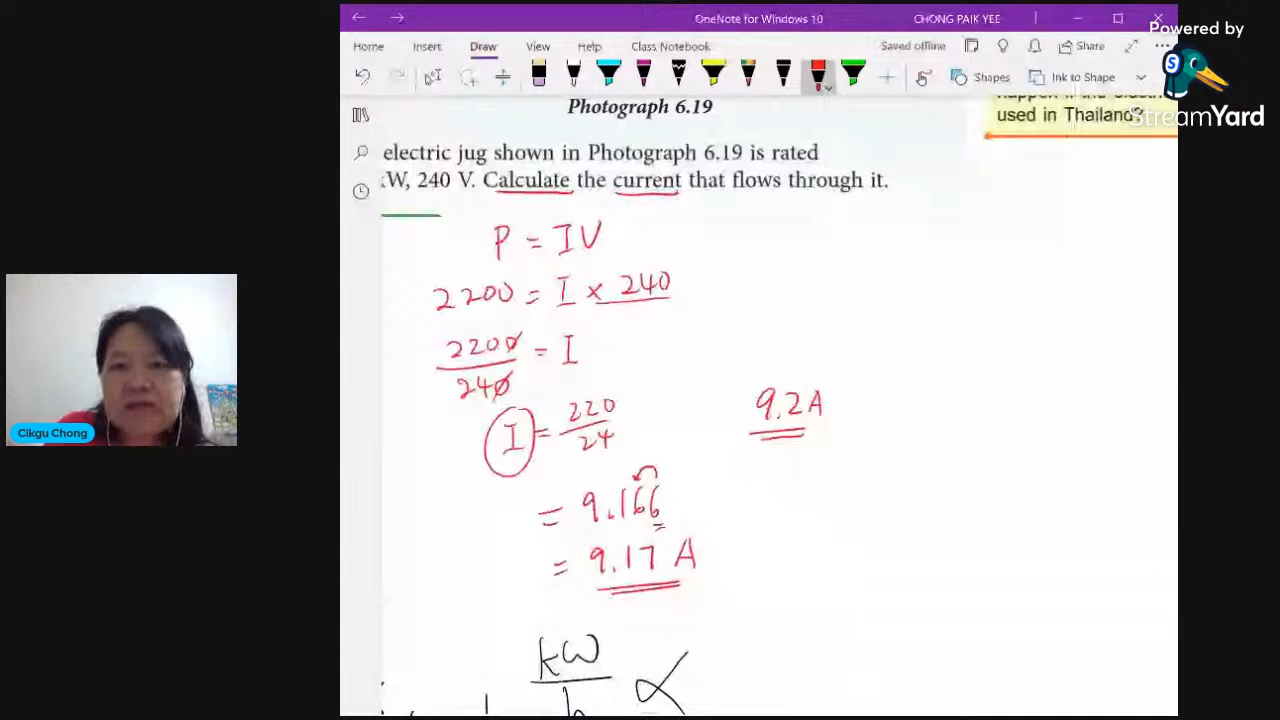 OneNote for Windows 10
CHONG PAIK YEE
Powered by
StreamYard
Home Insert Draw View Help Class Notebook Saved offline Share
Shapes Ink to Shape
used in Thailand?
Photograph 6.19
electric jug shown in Photograph 6.19 is rated
kW, 240 V. Calculate the current that flows through it.
P = IV
2200 = I × 240
2200/240 = I
I = 220/24
9.2A
= 9.166
= 9.17 A
kW/h ∝
Cikgu Chong